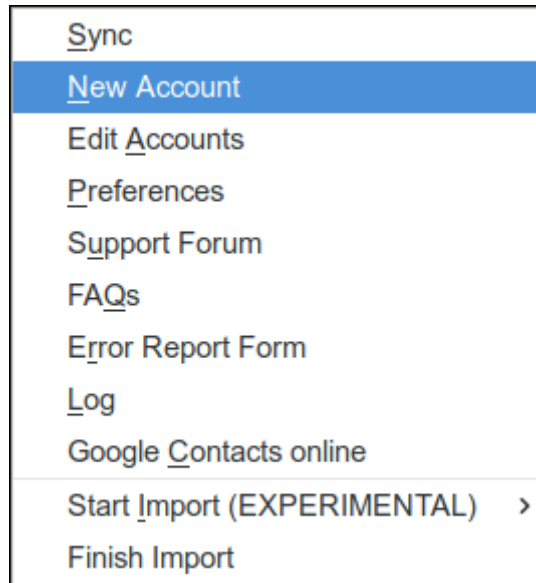 Sync
New Account
Edit Accounts
Preferences
Support Forum
FAQs
Error Report Form
Log
Google Contacts online
Start Import (EXPERIMENTAL)
Finish Import